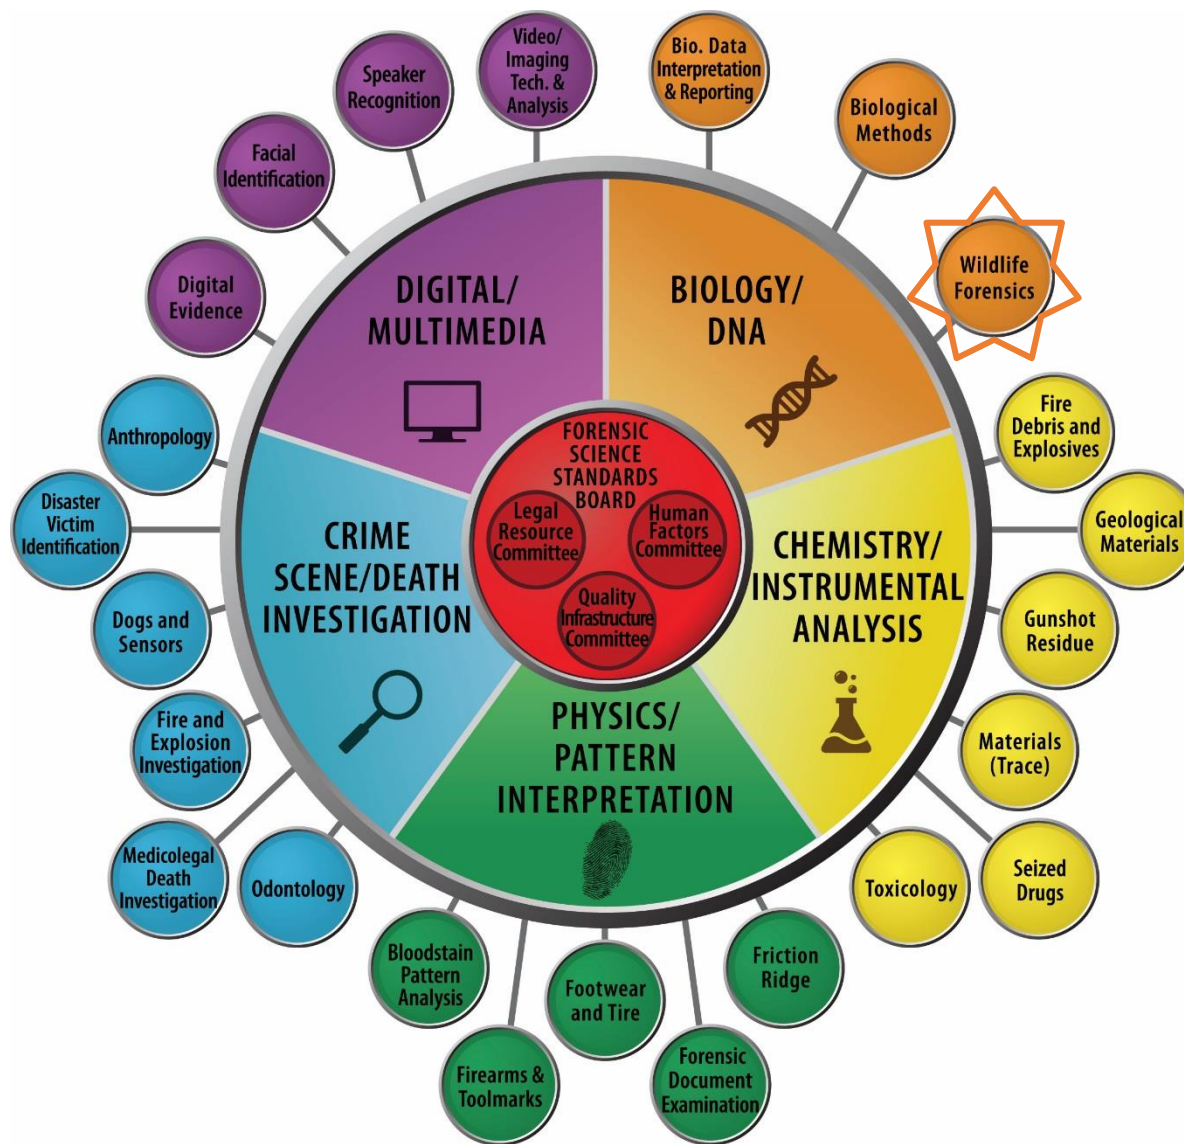 Video/
Imaging
Tech. &
Analysis
Bio. Data
Interpretation
& Reporting
Speaker
Recognition
Biological
Methods
Facial
Identification
Wildlife
Forensics
Digital
Evidence
DIGITAL/
MULTIMEDIA
BIOLOGY/
DNA
Anthropology
Fire
Debris and
Explosives
FORENSIC
SCIENCE
STANDARDS
BOARD
Legal
Resource
Committee
Human
Factors
Committee
Quality
Infrastructure
Committee
Disaster
Victim
Identification
CRIME
SCENE/DEATH
INVESTIGATION
CHEMISTRY/
INSTRUMENTAL
ANALYSIS
Geological
Materials
Dogs and
Sensors
Gunshot
Residue
Fire and
Explosion
Investigation
PHYSICS/
PATTERN
INTERPRETATION
Materials
(Trace)
Medicolegal
Death
Investigation
Odontology
Toxicology
Seized
Drugs
Bloodstain
Pattern
Analysis
Footwear
and Tire
Friction
Ridge
Firearms &
Toolmarks
Forensic
Document
Examination